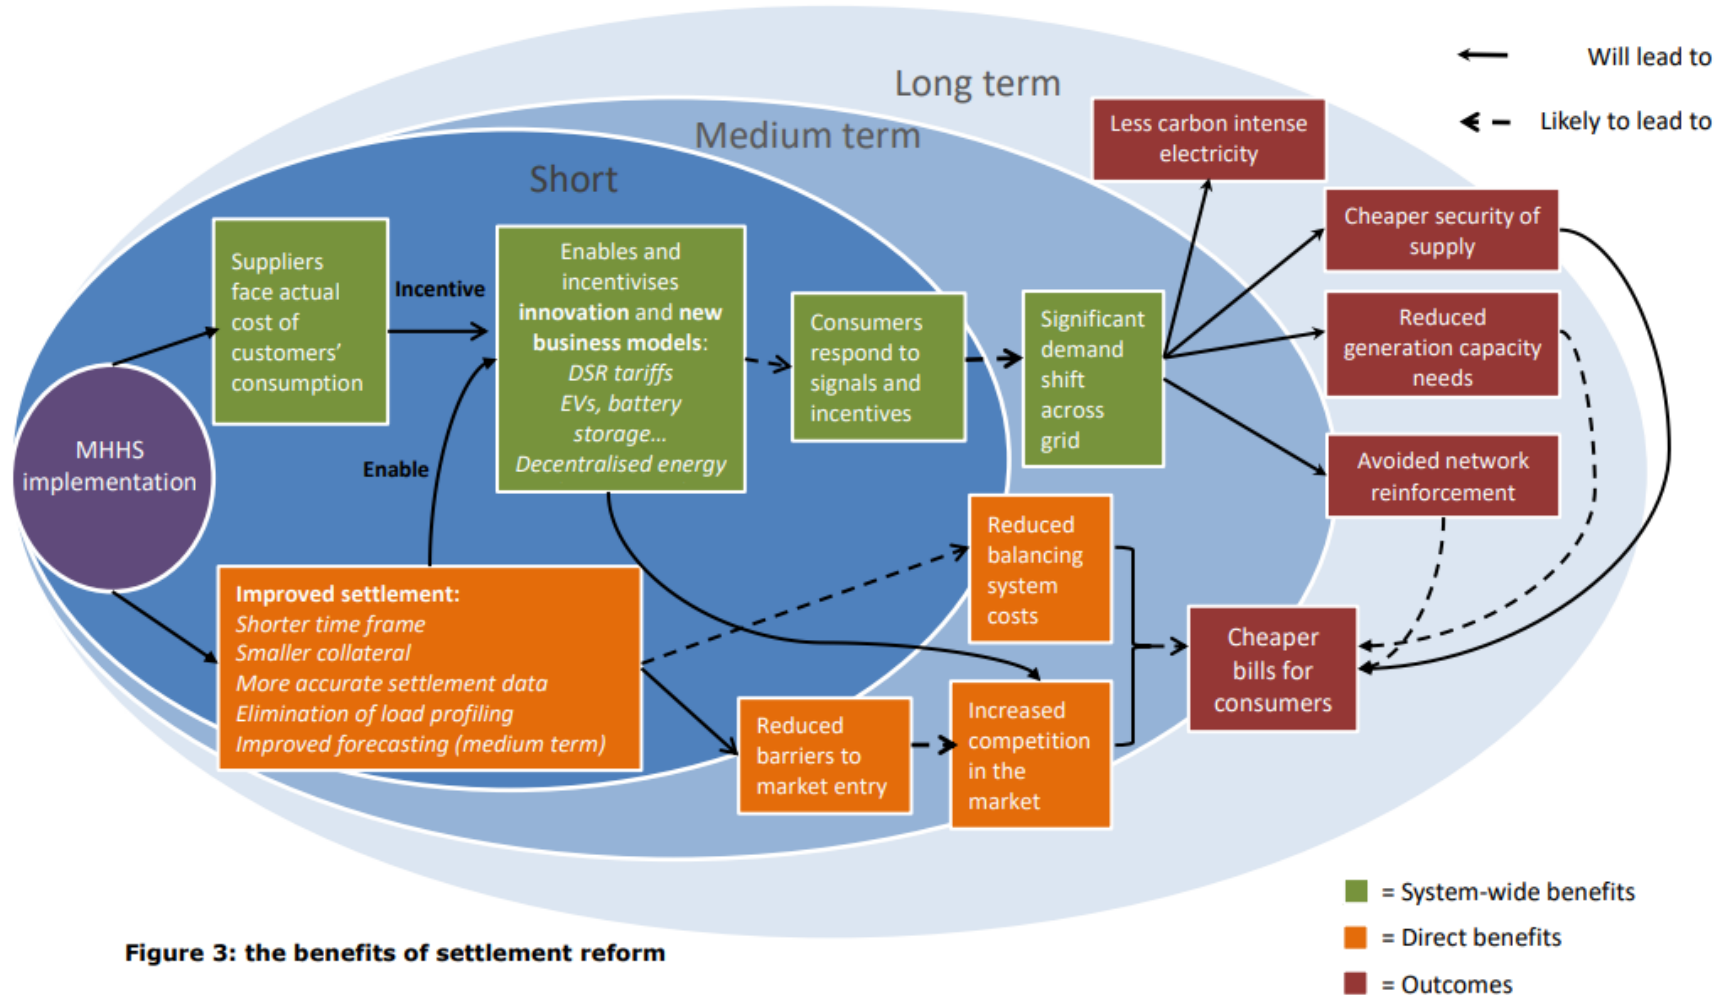 Long term
Medium term
Short
Will lead to
Likely to lead to
MHHS
implementation
Suppliers
face actual
cost of
customers’
consumption
Incentive
Enable
Enables and
incentivises
innovation and new
business models:
DSR tariffs
EVs, battery
storage...
Decentralised energy
Consumers
respond to
signals and
incentives
Significant
demand
shift
across
grid
Less carbon intense
electricity
Cheaper security of
supply
Reduced
generation capacity
needs
Avoided network
reinforcement
Improved settlement:
Shorter time frame
Smaller collateral
More accurate settlement data
Elimination of load profiling
Improved forecasting (medium term)
Reduced
balancing
system
costs
Reduced
barriers to
market entry
Increased
competition
in the
market
Cheaper
bills for
consumers
= System-wide benefits
= Direct benefits
= Outcomes
Figure 3: the benefits of settlement reform